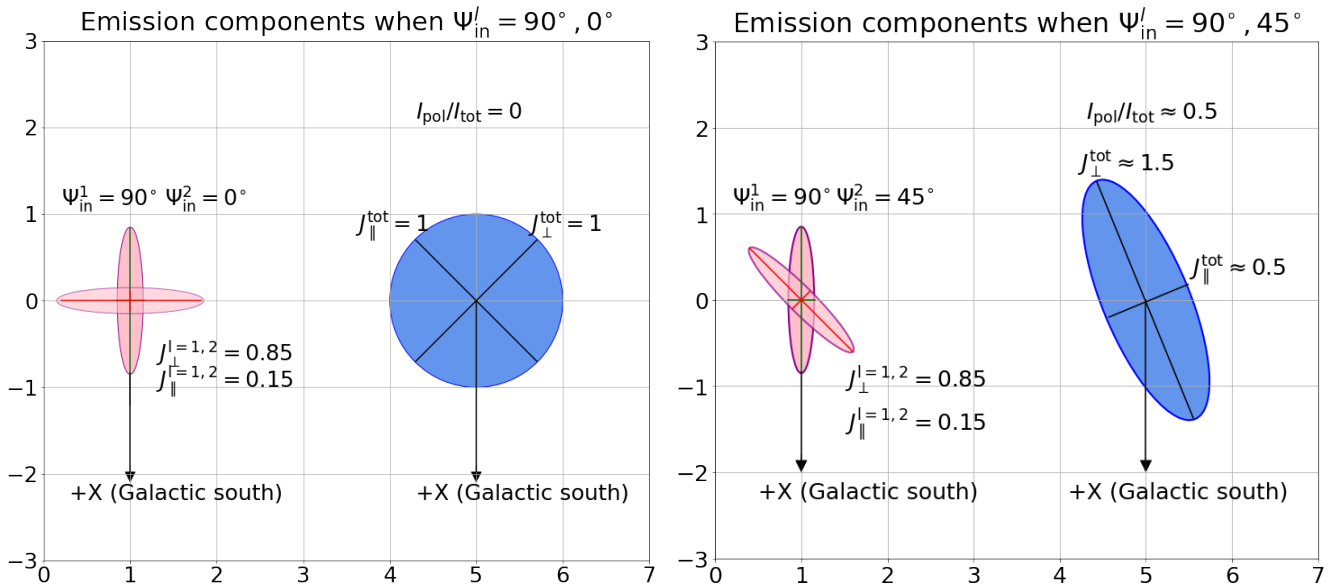 Emission components when Ψ^l_in = 90°, 0°
3
2
1
0
−1
−2
−3
0
1
2
3
4
5
6
7
I_pol/I_tot = 0
Ψ^1_in = 90° Ψ^2_in = 0°
J^tot_∥ = 1
J^tot_⊥ = 1
J^{l=1,2}_⊥ = 0.85
J^{l=1,2}_∥ = 0.15
+X (Galactic south)
+X (Galactic south)
Emission components when Ψ^l_in = 90°, 45°
3
2
1
0
−1
−2
−3
0
1
2
3
4
5
6
7
I_pol/I_tot ≈ 0.5
J^tot_⊥ ≈ 1.5
Ψ^1_in = 90° Ψ^2_in = 45°
J^tot_∥ ≈ 0.5
J^{l=1,2}_⊥ = 0.85
J^{l=1,2}_∥ = 0.15
+X (Galactic south)
+X (Galactic south)